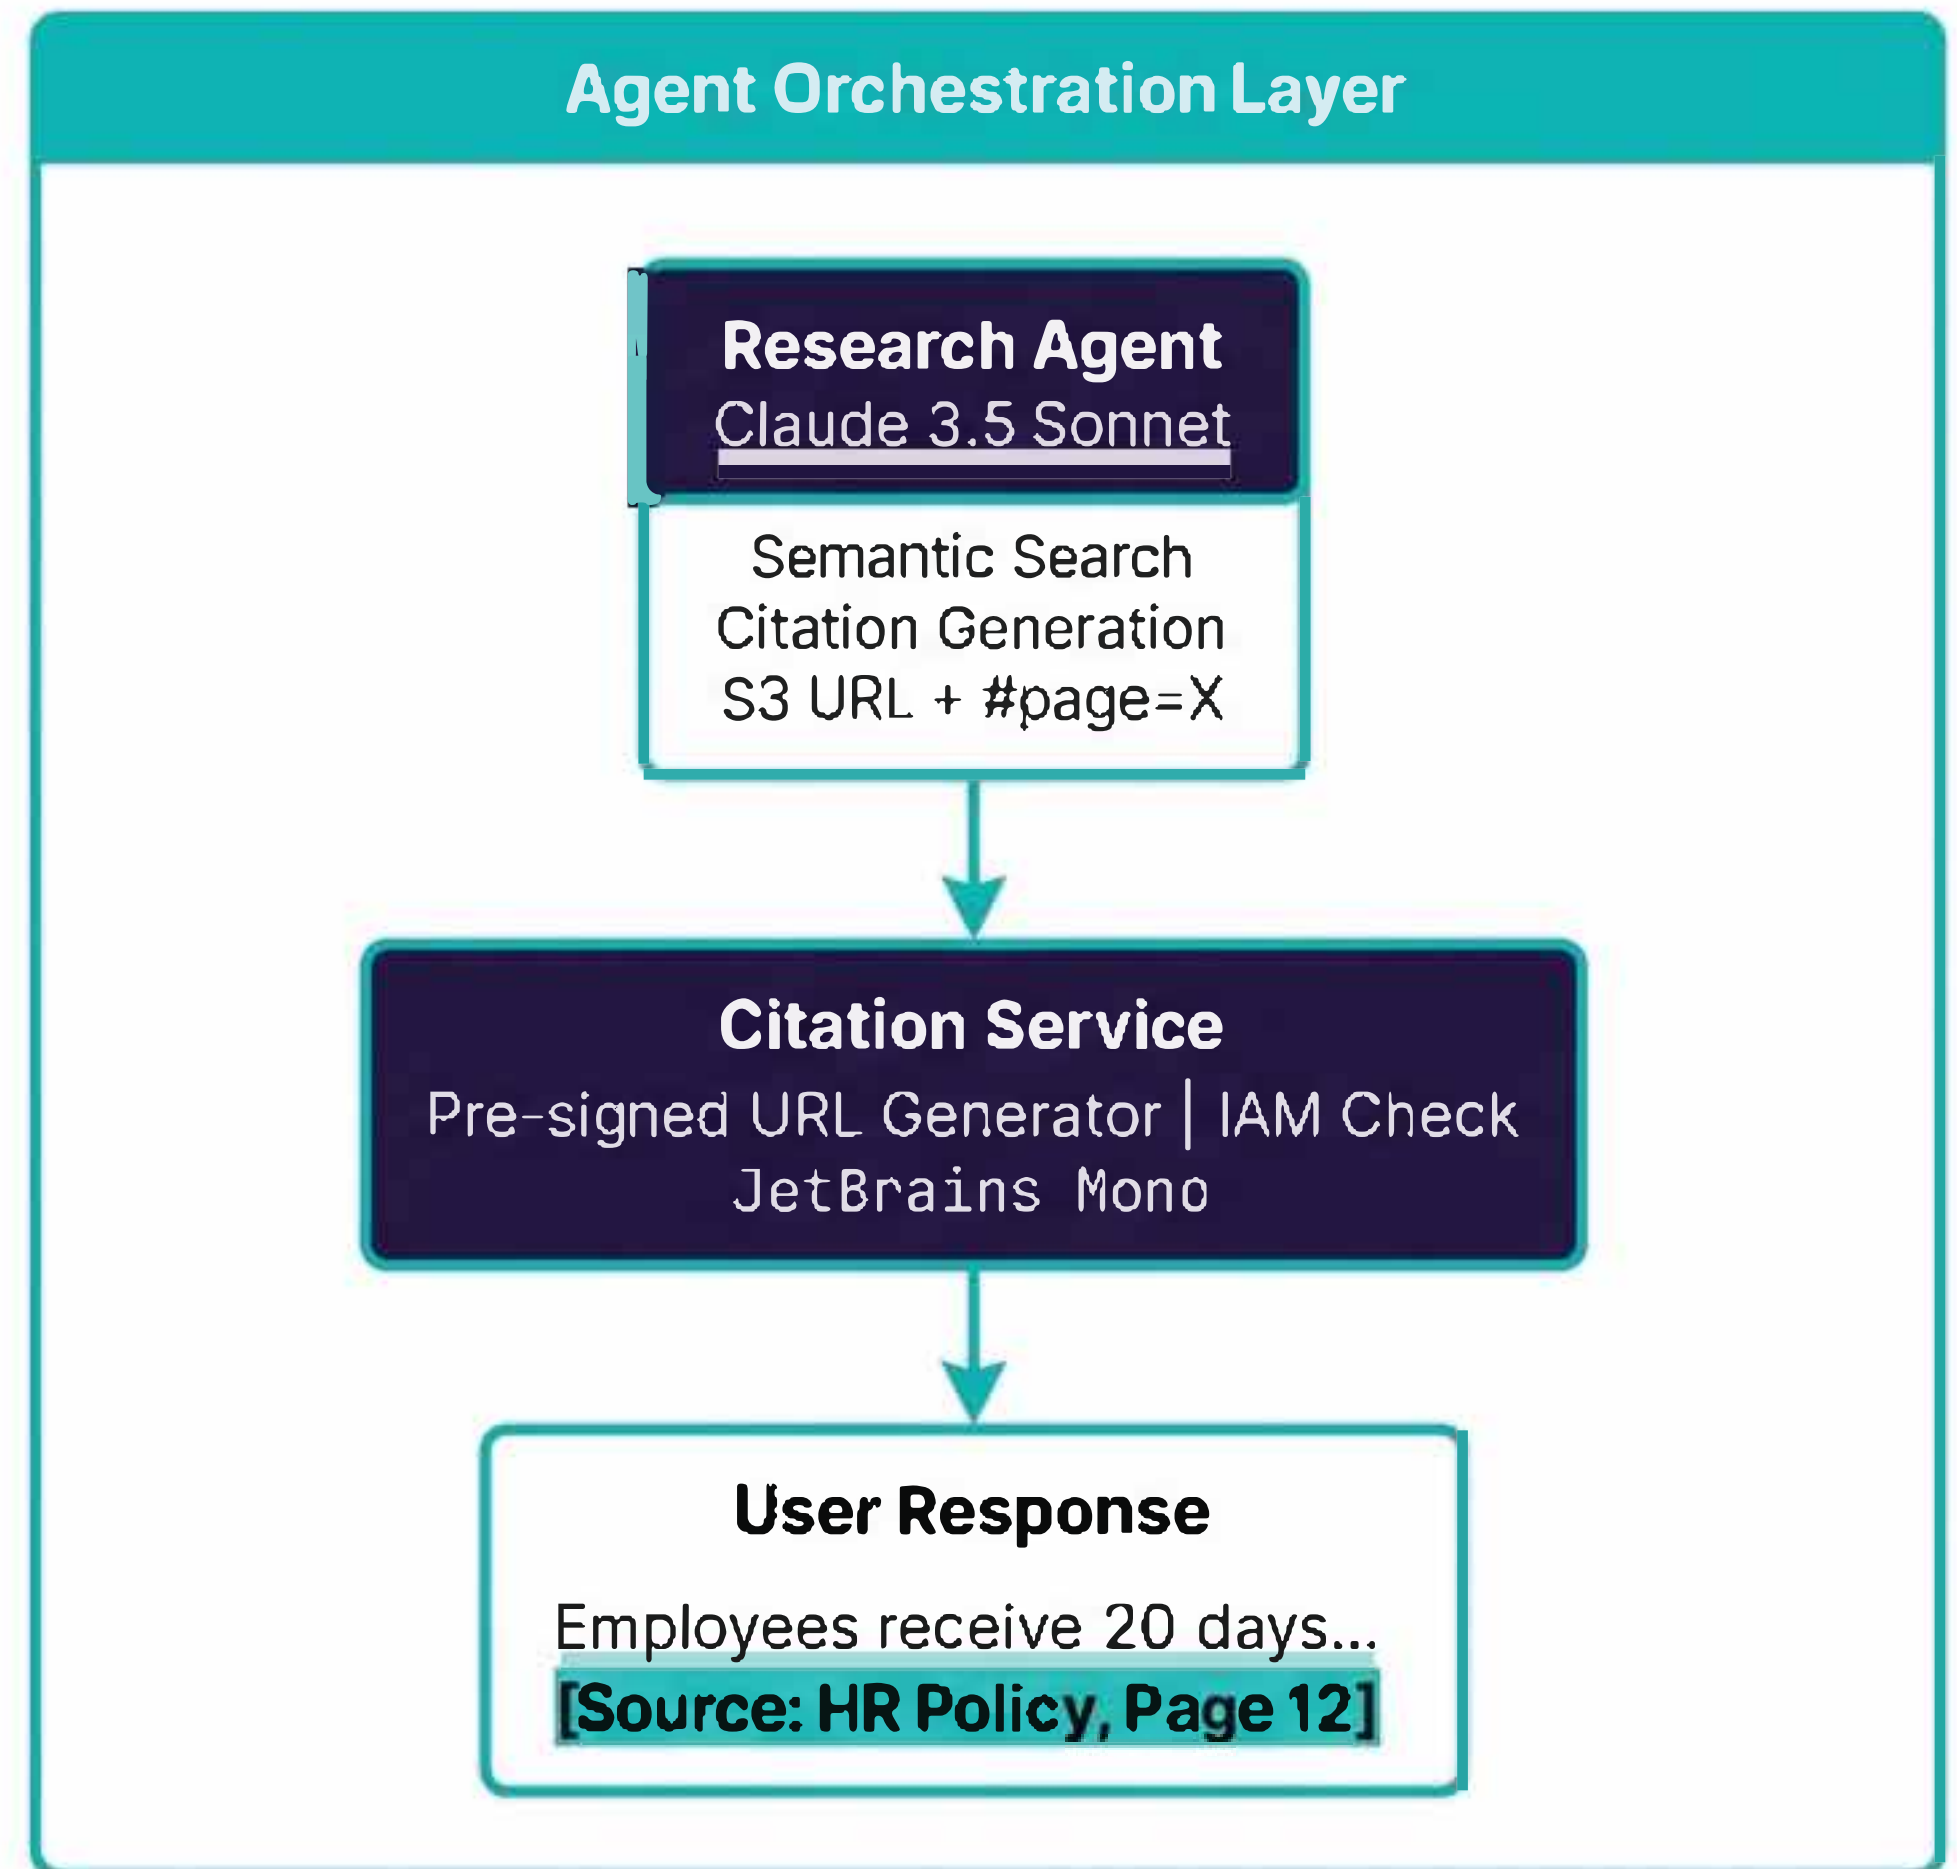 Agent Orchestration Layer
Research Agent
Claude 3.5 Sonnet
Semantic Search
Citation Generation
S3 URL + #page=X
Citation Service
Pre-signed URL Generator | IAM Check
JetBrains Mono
User Response
Employees receive 20 days...
[Source: HR Policy, Page 12]